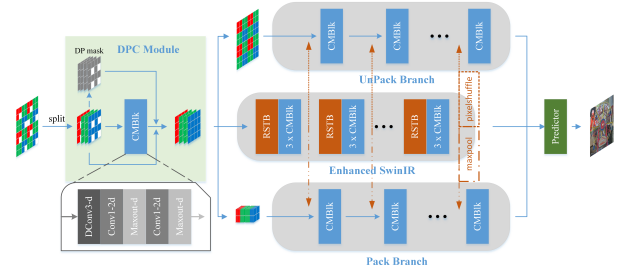 DPC Module
DP mask
split
CMBlk
DConv3-d
Conv1-2d
Maxout-d
Conv1-2d
Maxout-d
CMBlk
CMBlk
CMBlk
UnPack Branch
RSTB
3 x CMBlk
RSTB
3 x CMBlk
RSTB
3 x CMBlk
Enhanced SwinIR
pixelshuffle
maxpool
CMBlk
CMBlk
CMBlk
Pack Branch
Predictor